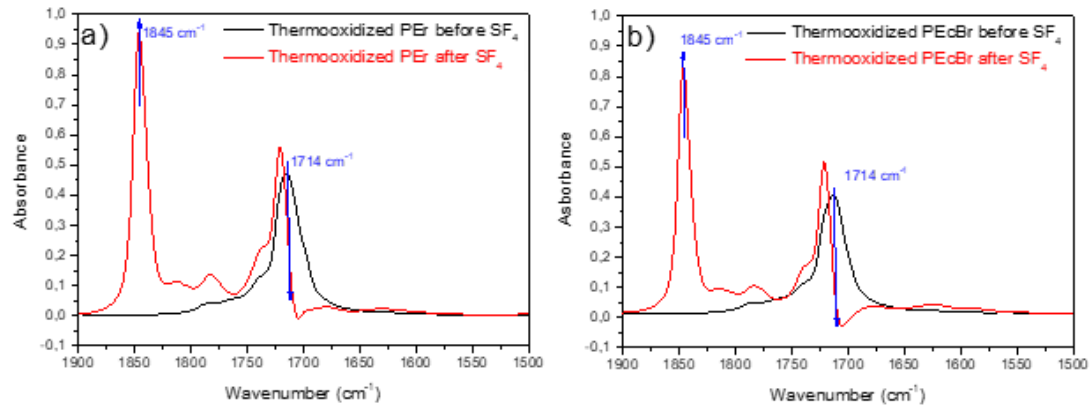 a)
1845 cm⁻¹
Thermooxidized PEr before SF₄
Thermooxidized PEr after SF₄
1714 cm⁻¹
Absorbance
1,0
0,9
0,8
0,7
0,6
0,5
0,4
0,3
0,2
0,1
0,0
-0,1
1900 1850 1800 1750 1700 1650 1600 1550 1500
Wavenumber (cm⁻¹)
b)
1845 cm⁻¹
Thermooxidized PEcBr before SF₄
Thermooxidized PEcBr after SF₄
1714 cm⁻¹
Asborbance
1,0
0,9
0,8
0,7
0,6
0,5
0,4
0,3
0,2
0,1
0,0
-0,1
1900 1850 1800 1750 1700 1650 1600 1550 1500
Wavenumber (cm⁻¹)